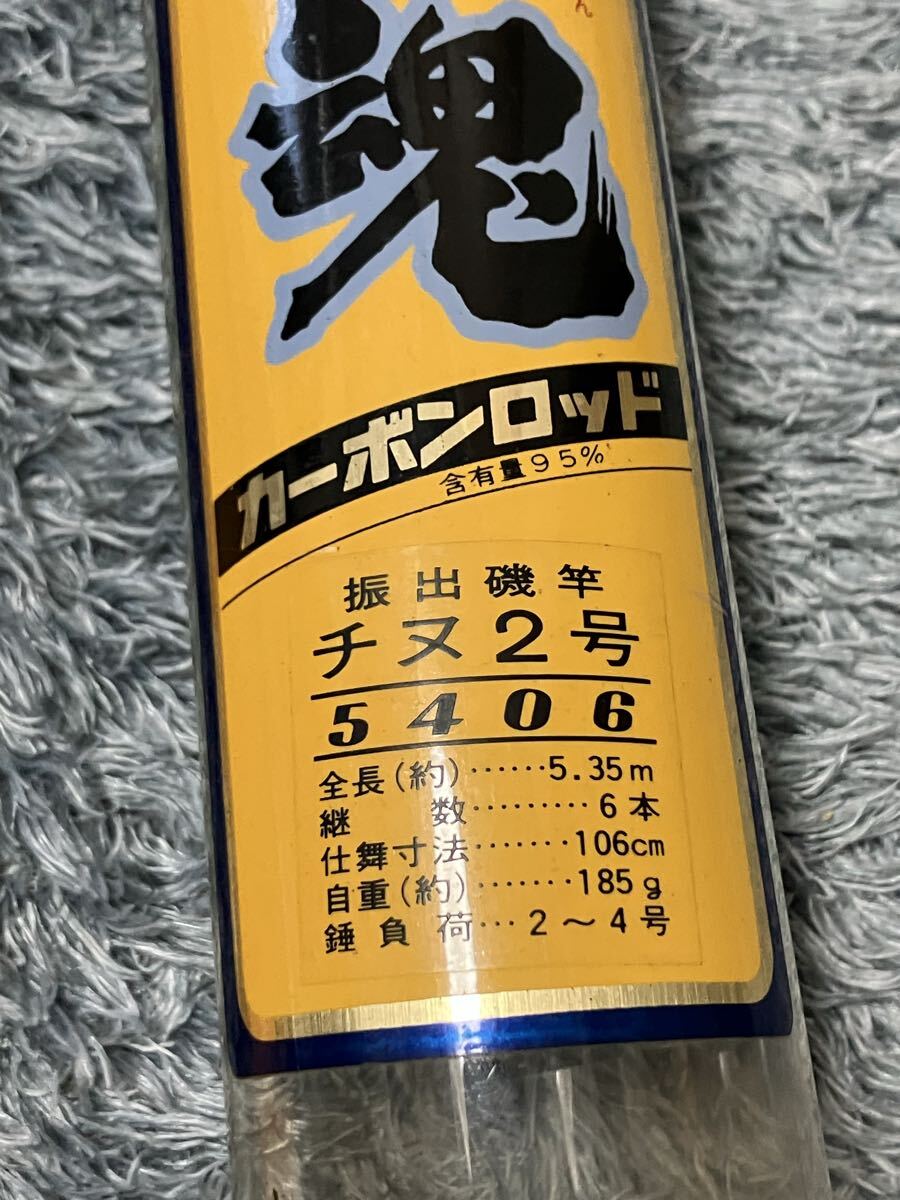 ん
魂
カーボンロッド
含有量95%
振出磯竿
チヌ2号
5406
全長(約)……5.35m
継数………6本
仕舞寸法……106cm
自重(約)……185g
錘負荷…2〜4号